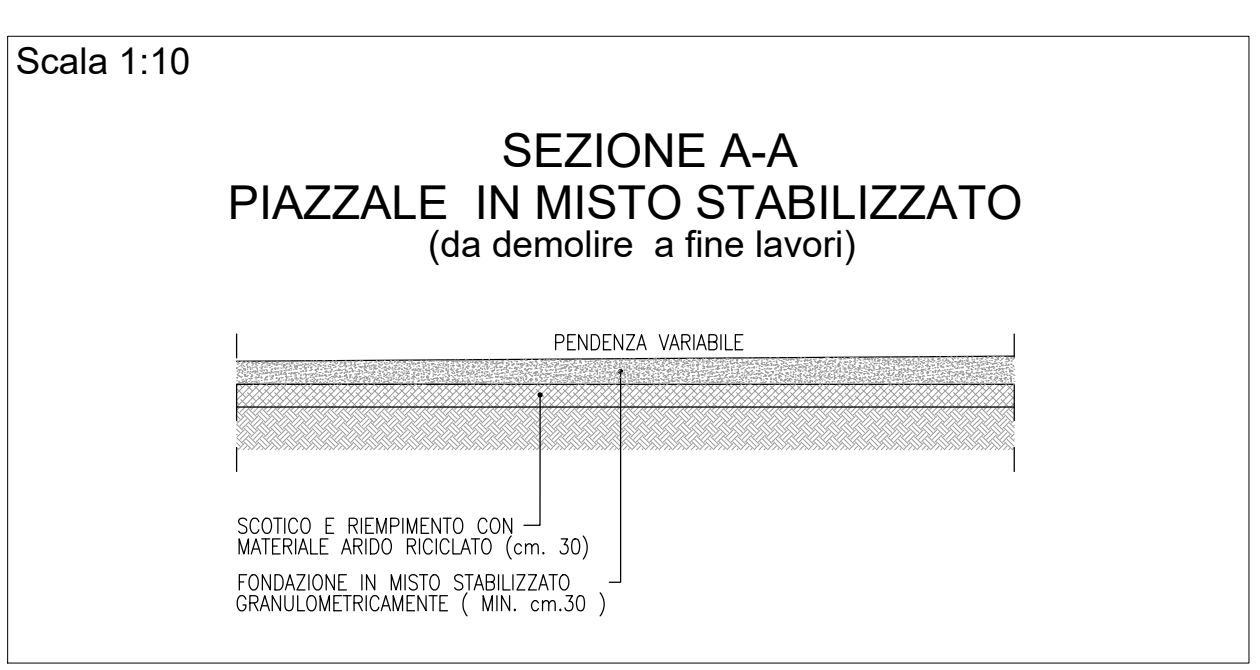 Scala 1:10
SEZIONE A-A
PIAZZALE IN MISTO STABILIZZATO
(da demolire a fine lavori)
PENDENZA VARIABILE
SCOTICO E RIEMPIMENTO CON
MATERIALE ARIDO RICICLATO (cm. 30)
FONDAZIONE IN MISTO STABILIZZATO
GRANULOMETRICAMENTE ( MIN. cm.30 )